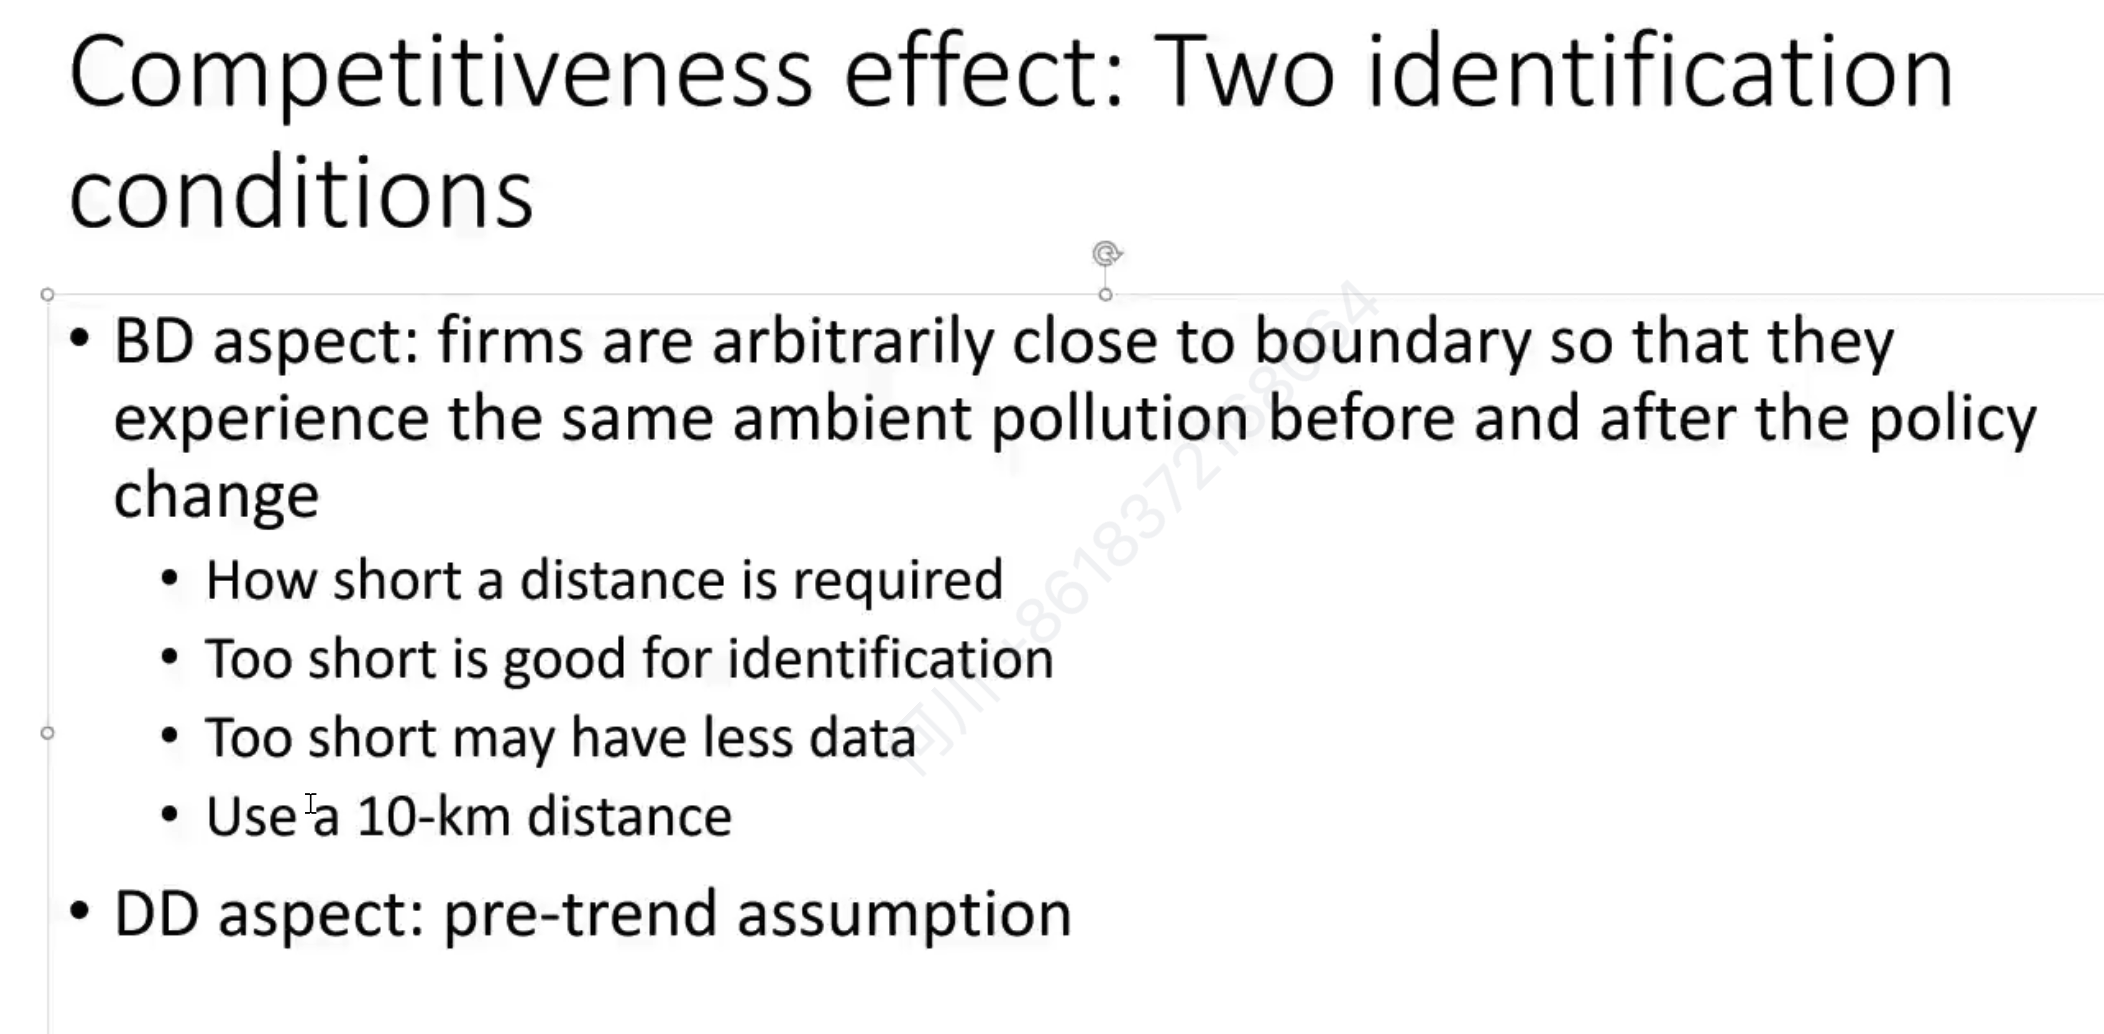 Competitiveness effect: Two identification
conditions
• BD aspect: firms are arbitrarily close to boundary so that they
experience the same ambient pollution before and after the policy
change
• How short a distance is required
• Too short is good for identification
• Too short may have less data
• Use a 10-km distance
• DD aspect: pre-trend assumption